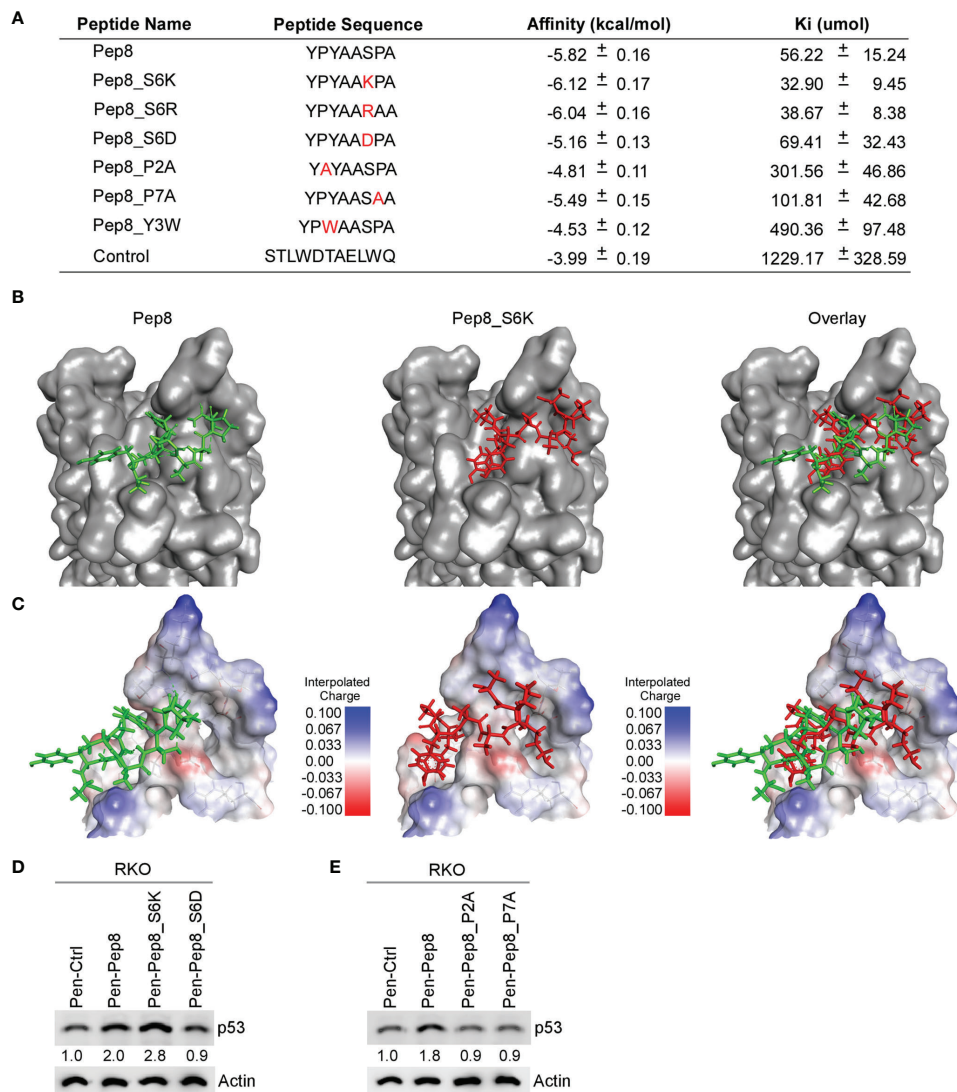 A
Peptide Name Peptide Sequence Affinity (kcal/mol) Ki (umol)
Pep8 YPYAASPA -5.82 ± 0.16 56.22 ± 15.24
Pep8_S6K YPYAAKPA -6.12 ± 0.17 32.90 ± 9.45
Pep8_S6R YPYAARAA -6.04 ± 0.16 38.67 ± 8.38
Pep8_S6D YPYAADPA -5.16 ± 0.13 69.41 ± 32.43
Pep8_P2A YAYAASPA -4.81 ± 0.11 301.56 ± 46.86
Pep8_P7A YPYAASAA -5.49 ± 0.15 101.81 ± 42.68
Pep8_Y3W YPWAASPA -4.53 ± 0.12 490.36 ± 97.48
Control STLWDTAELWQ -3.99 ± 0.19 1229.17 ± 328.59
B
Pep8 Pep8_S6K Overlay
C
Interpolated
Charge
0.100
0.067
0.033
0.00
-0.033
-0.067
-0.100
Interpolated
Charge
0.100
0.067
0.033
0.00
-0.033
-0.067
-0.100
D
RKO
Pen-Ctrl
Pen-Pep8
Pen-Pep8_S6K
Pen-Pep8_S6D
p53
1.0 2.0 2.8 0.9
Actin
E
RKO
Pen-Ctrl
Pen-Pep8
Pen-Pep8_P2A
Pen-Pep8_P7A
p53
1.0 1.8 0.9 0.9
Actin